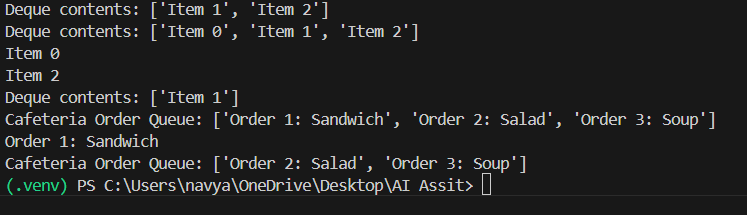 Deque contents: ['Item 1', 'Item 2']
Deque contents: ['Item 0', 'Item 1', 'Item 2']
Item 0
Item 2
Deque contents: ['Item 1']
Cafeteria Order Queue: ['Order 1: Sandwich', 'Order 2: Salad', 'Order 3: Soup']
Order 1: Sandwich
Cafeteria Order Queue: ['Order 2: Salad', 'Order 3: Soup']
(.venv) PS C:\Users\navya\OneDrive\Desktop\AI Assit>